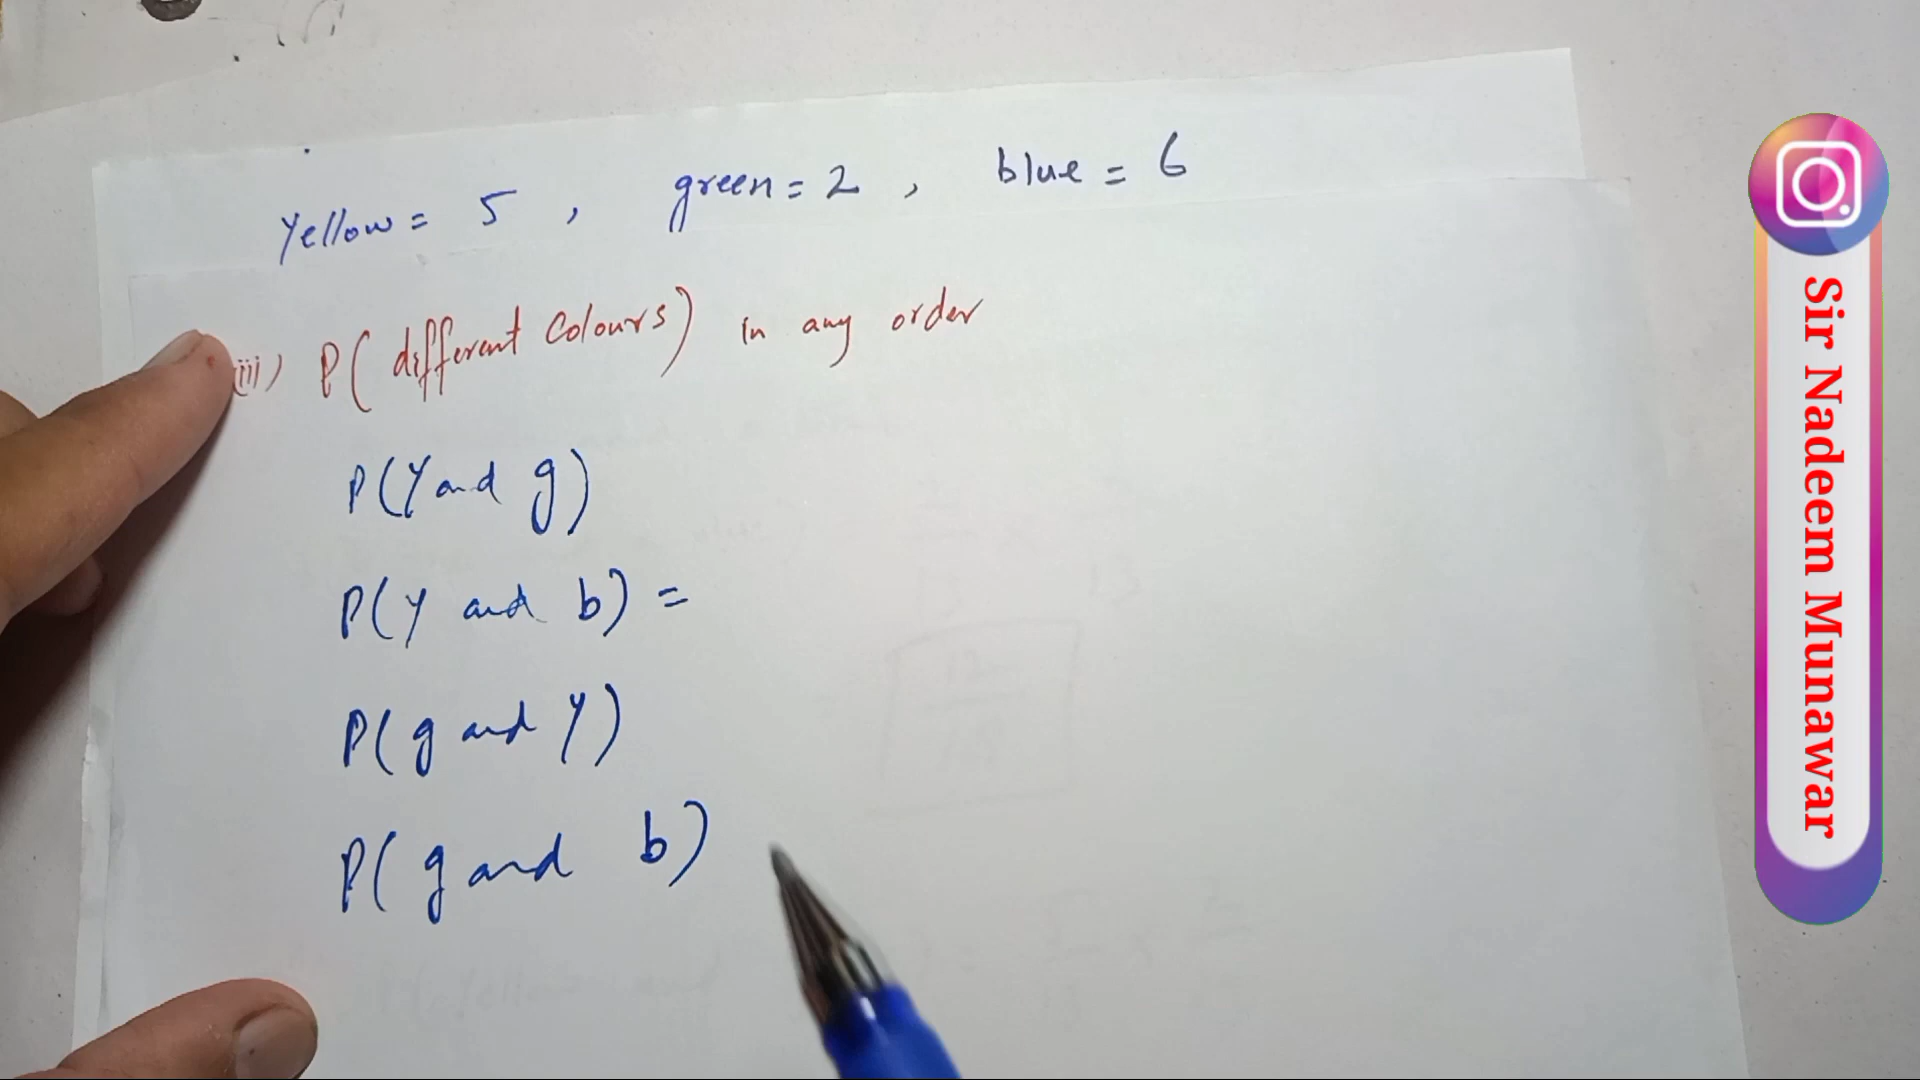 Yellow = 5 , green = 2 , blue = 6
iii) P( different Colours) in any order
P(Y and g)
P(Y and b) =
P( g and Y)
P( g and b)
Sir Nadeem Munawar